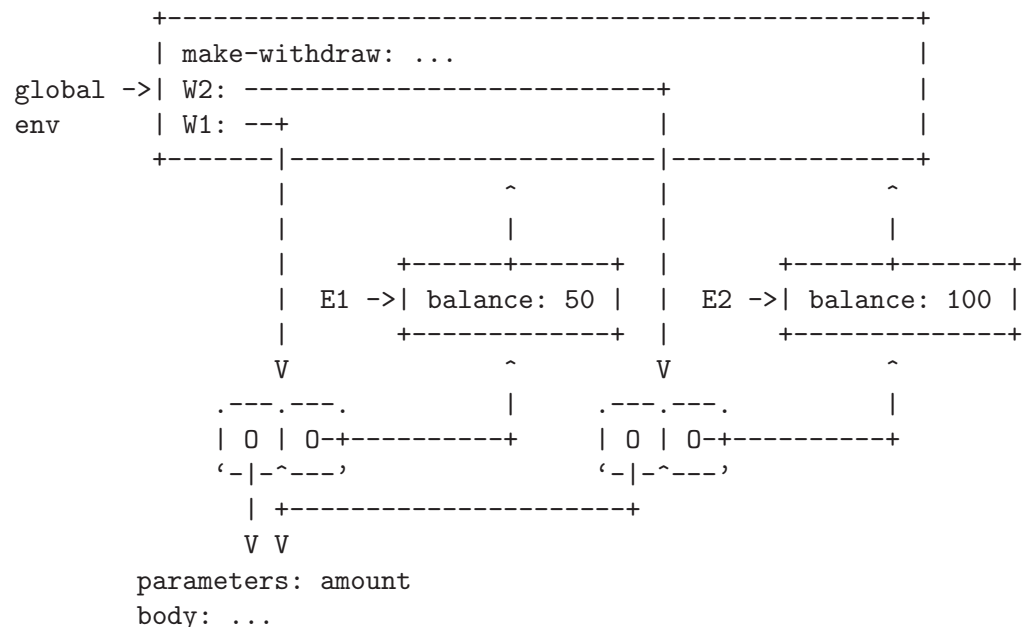 +-------------------------------------------------+
             | make-withdraw: ...                              |
   global ->| W2: ---------------------------+                |
   env       | W1: --+                         |                |
             +-------|------------------------|----------------+
                     |              ^         |              ^
                     |              |         |              |
                     |       +------+------+  |       +------+-------+
                     |  E1 ->| balance: 50 |  |  E2 ->| balance: 100 |
                     |       +-------------+  |       +--------------+
                     V              ^         V              ^
                 .---.---.          |     .---.---.          |
                 | O | O-+----------+     | O | O-+----------+
                 ‘-|-^---’                ‘-|-^---’
                   | +-----------------------+
                   V V
            parameters: amount
            body: ...